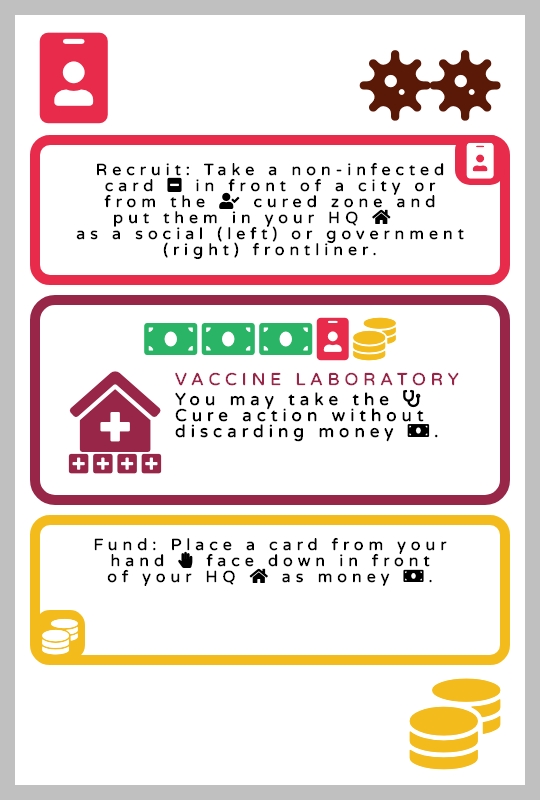 Recruit: Take a non-infected
card in front of a city or
from the cured zone and
put them in your HQ
as a social (left) or government
(right) frontliner.
VACCINE LABORATORY
You may take the
Cure action without
discarding money .
Fund: Place a card from your
hand face down in front
of your HQ as money .